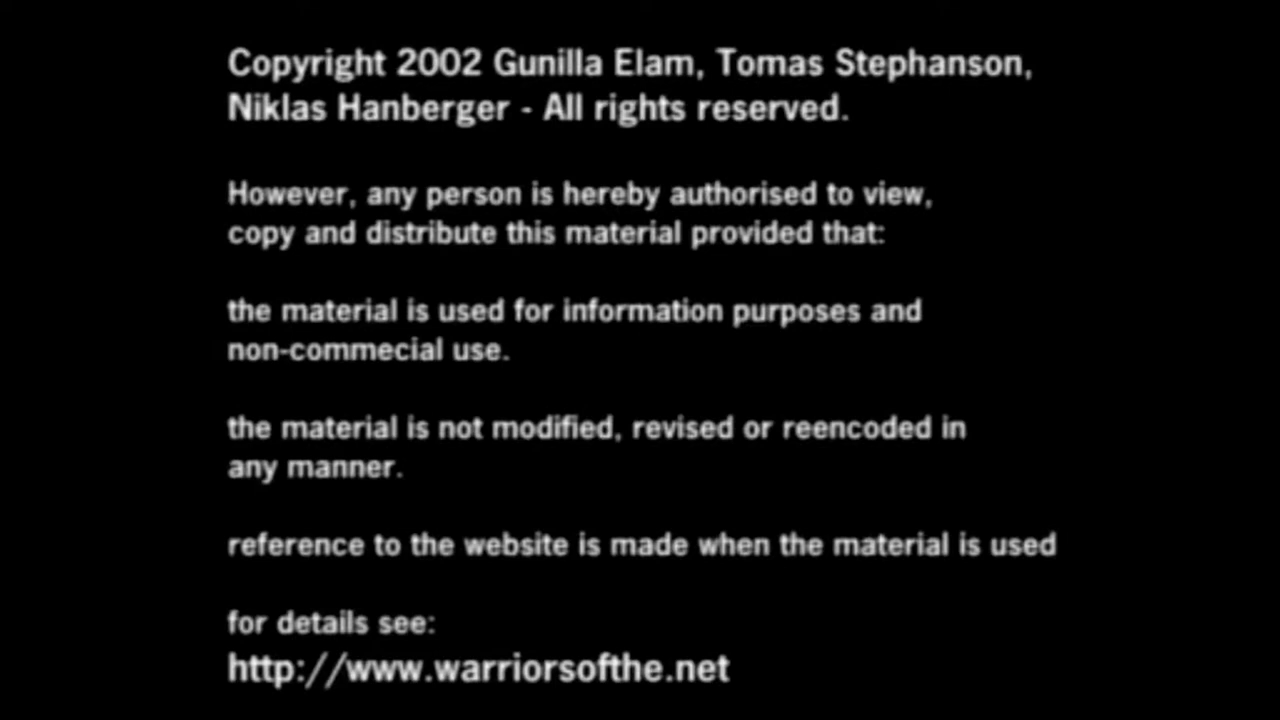 Copyright 2002 Gunilla Elam, Tomas Stephanson,
Niklas Hanberger - All rights reserved.
However, any person is hereby authorised to view,
copy and distribute this material provided that:
the material is used for information purposes and
non-commecial use.
the material is not modified, revised or reencoded in
any manner.
reference to the website is made when the material is used
for details see:
http://www.warriorsofthe.net